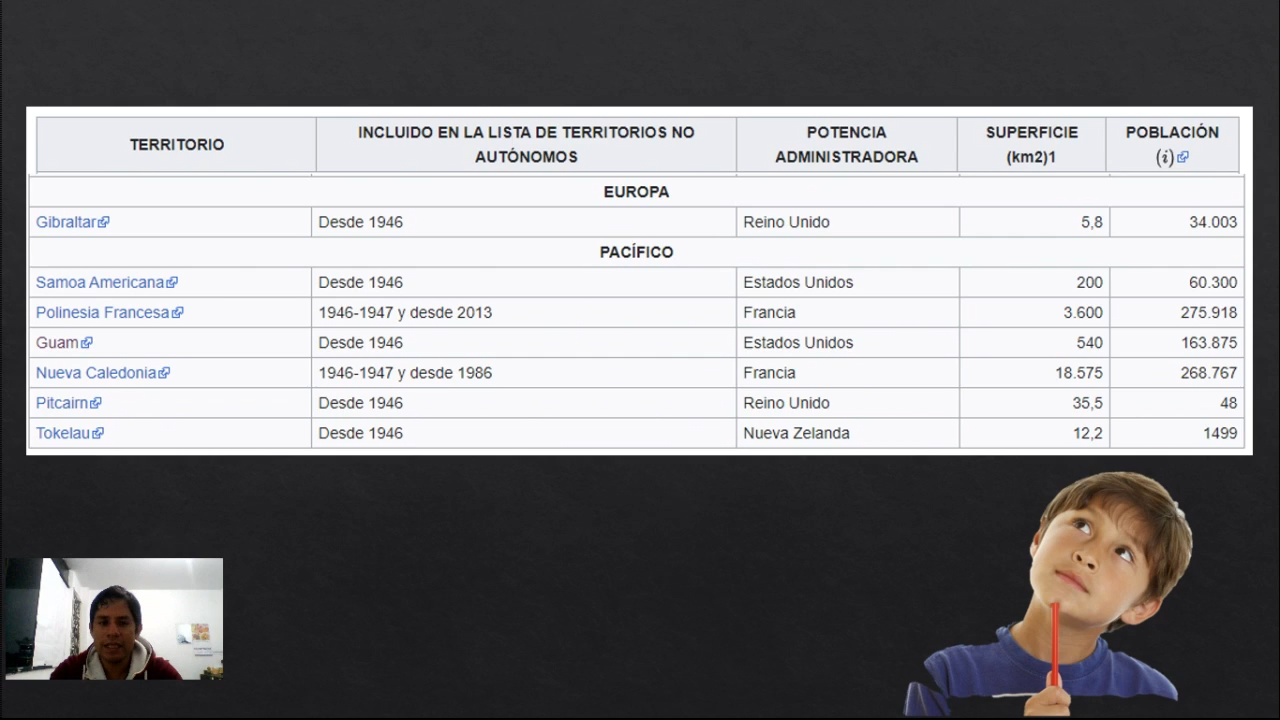 TERRITORIO INCLUIDO EN LA LISTA DE TERRITORIOS NO AUTÓNOMOS POTENCIA ADMINISTRADORA SUPERFICIE (km2)1 POBLACIÓN (i)
EUROPA
Gibraltar Desde 1946 Reino Unido 5,8 34.003
PACÍFICO
Samoa Americana Desde 1946 Estados Unidos 200 60.300
Polinesia Francesa 1946-1947 y desde 2013 Francia 3.600 275.918
Guam Desde 1946 Estados Unidos 540 163.875
Nueva Caledonia 1946-1947 y desde 1986 Francia 18.575 268.767
Pitcairn Desde 1946 Reino Unido 35,5 48
Tokelau Desde 1946 Nueva Zelanda 12,2 1499